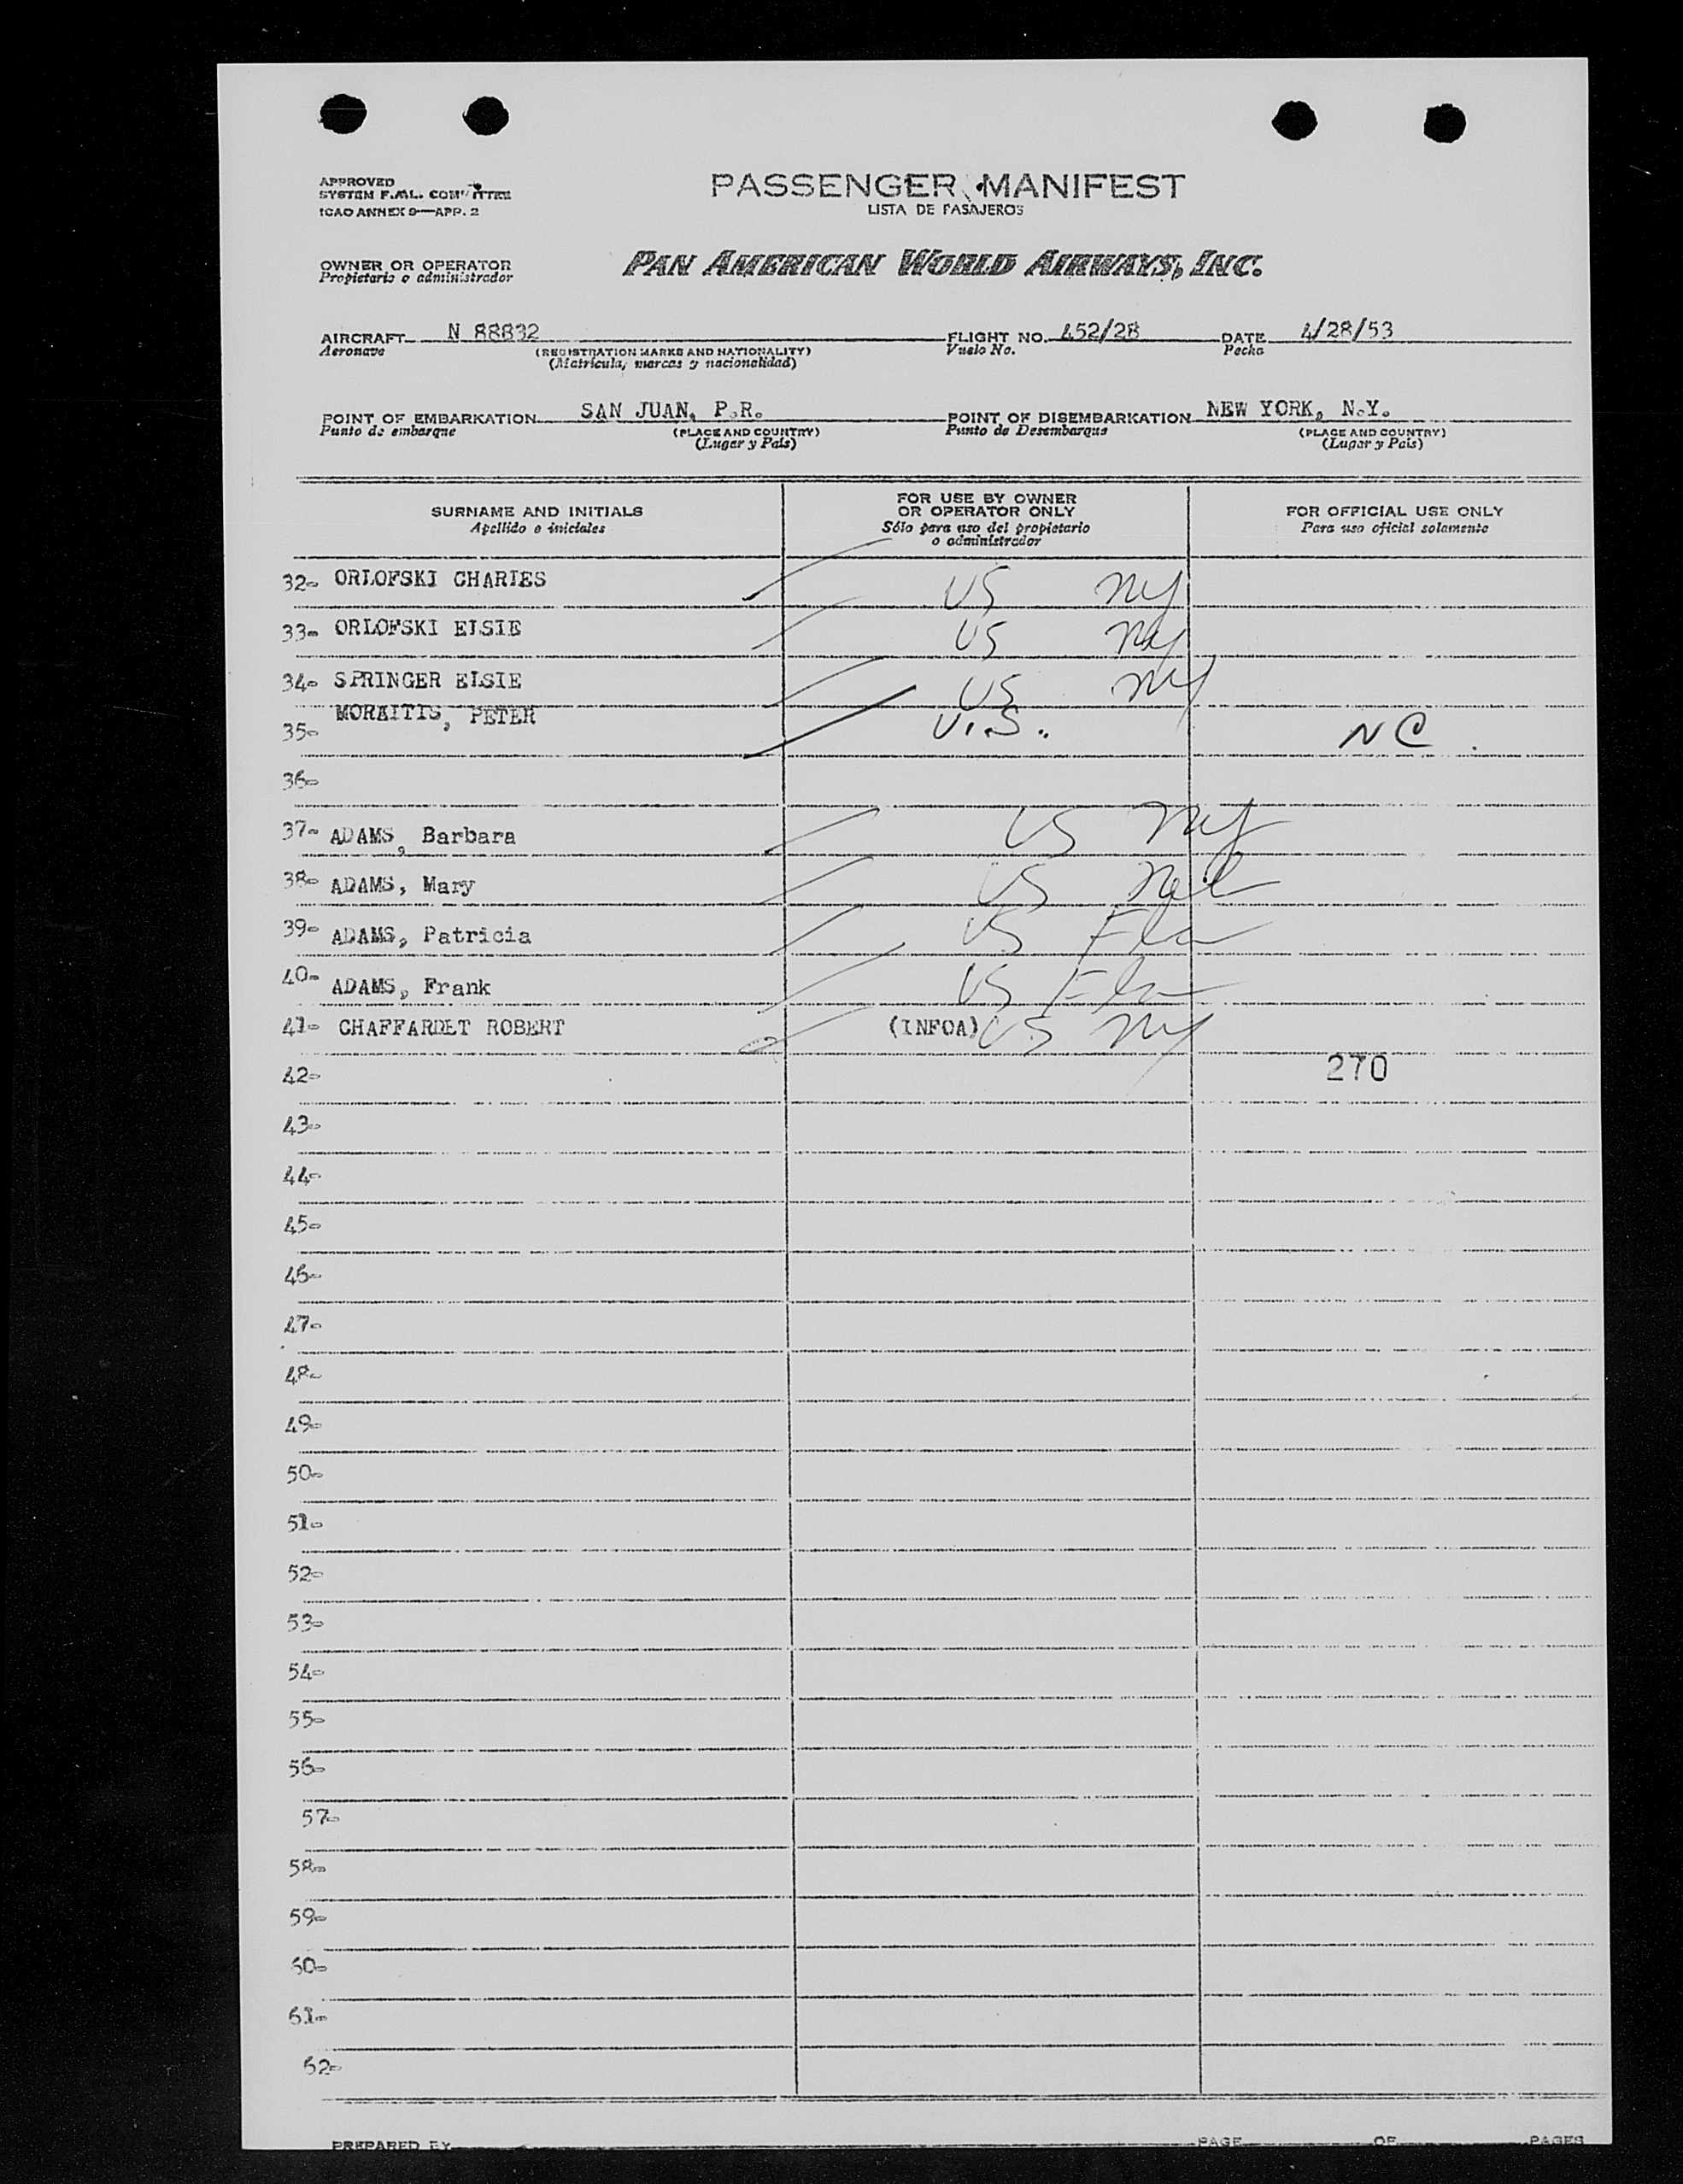 APPROVED
SYSTEM F.AL. COMMITTEE
ICAO ANNEX 9—APP. 2
PASSENGER MANIFEST
LISTA DE PASAJEROS
OWNER OR OPERATOR
Propietario o administrador
PAN AMERICAN WORLD AIRWAYS, INC.
AIRCRAFT N 88832 FLIGHT NO. 452/28 DATE 4/28/53
Aeronave (REGISTRATION MARKS AND NATIONALITY) Vuelo No. Fecha
(Matrícula, marcas y nacionalidad)
POINT OF EMBARKATION SAN JUAN, P.R. POINT OF DISEMBARKATION NEW YORK, N.Y.
Punto de embarque (PLACE AND COUNTRY) Punto de Desembarque (PLACE AND COUNTRY)
(Lugar y País) (Lugar y País)
SURNAME AND INITIALS
Apellido e iniciales
FOR USE BY OWNER
OR OPERATOR ONLY
Sólo para uso del propietario
o administrador
FOR OFFICIAL USE ONLY
Para uso oficial solamente
32- ORLOFSKI CHARLES US NY
33- ORLOFSKI ELSIE US NY
34- SPRINGER ELSIE US NY
35- MORAITIS, PETER U.S. NC
36-
37- ADAMS, Barbara US NY
38- ADAMS, Mary US
39- ADAMS, Patricia US Fla
40- ADAMS, Frank US Fla
41- CHAFFARDET ROBERT (INFOA) US NY
42- 270
43-
44-
45-
46-
47-
48-
49-
50-
51-
52-
53-
54-
55-
56-
57-
58-
59-
60-
61-
62-
PREPARED BY PAGE OF PAGES